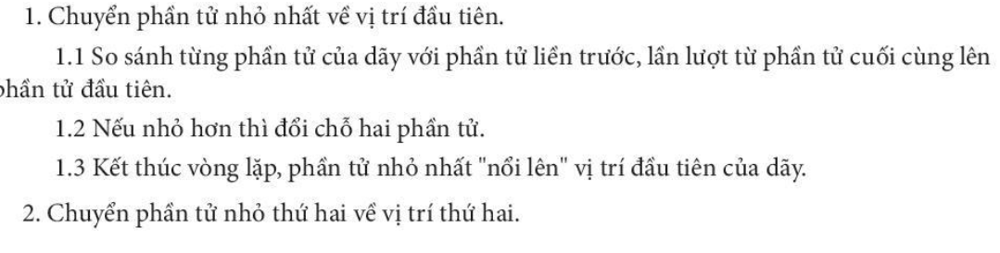 1. Chuyển phần tử nhỏ nhất về vị trí đầu tiên.
1.1 So sánh từng phần tử của dãy với phần tử liền trước, lần lượt từ phần tử cuối cùng lên
phần tử đầu tiên.
1.2 Nếu nhỏ hơn thì đổi chỗ hai phần tử.
1.3 Kết thúc vòng lặp, phần tử nhỏ nhất "nổi lên" vị trí đầu tiên của dãy.
2. Chuyển phần tử nhỏ thứ hai về vị trí thứ hai.